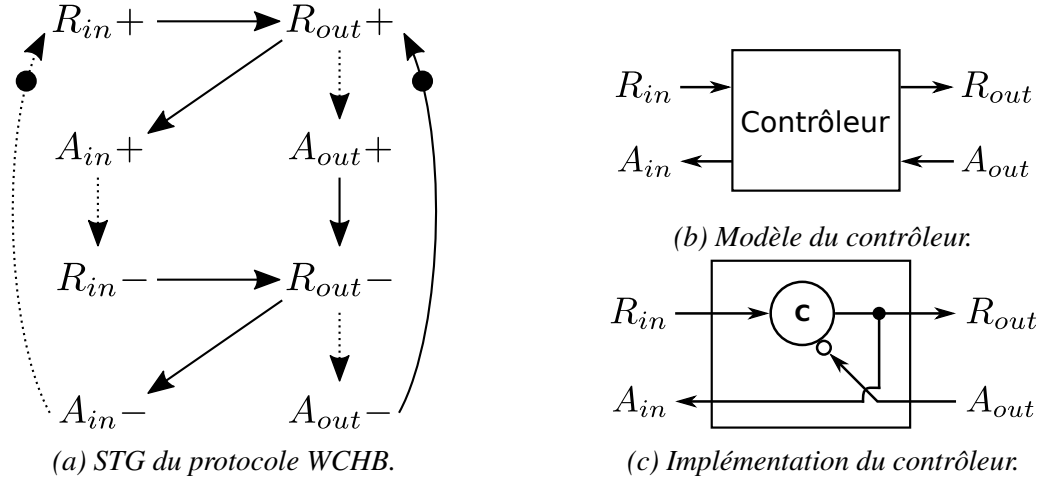 R_in+ R_out+
A_in+ A_out+
R_in− R_out−
A_in− A_out−
(a) STG du protocole WCHB.
R_in Contrôleur R_out
A_in A_out
(b) Modèle du contrôleur.
R_in C R_out
A_in A_out
(c) Implémentation du contrôleur.